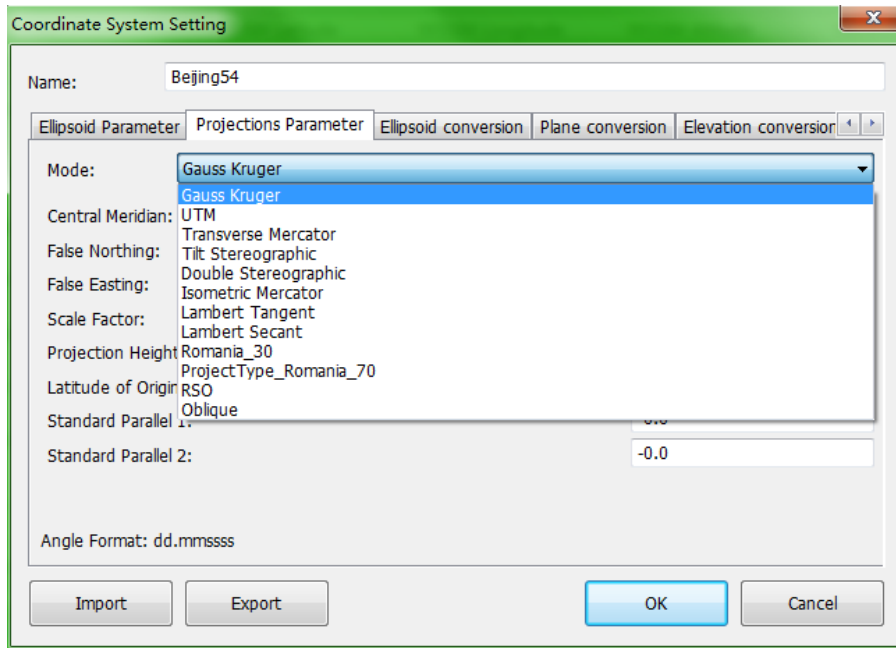 Coordinate System Setting
Name: Beijing54
Ellipsoid Parameter Projections Parameter Ellipsoid conversion Plane conversion Elevation conversion
Mode: Gauss Kruger
Gauss Kruger
Central Meridian: UTM
Transverse Mercator
False Northing: Tilt Stereographic
Double Stereographic
False Easting: Isometric Mercator
Lambert Tangent
Scale Factor: Lambert Secant
Projection Height Romania_30
ProjectType_Romania_70
Latitude of Origin RSO
Oblique
Standard Parallel 1:
Standard Parallel 2: -0.0
Angle Format: dd.mmssss
Import Export OK Cancel